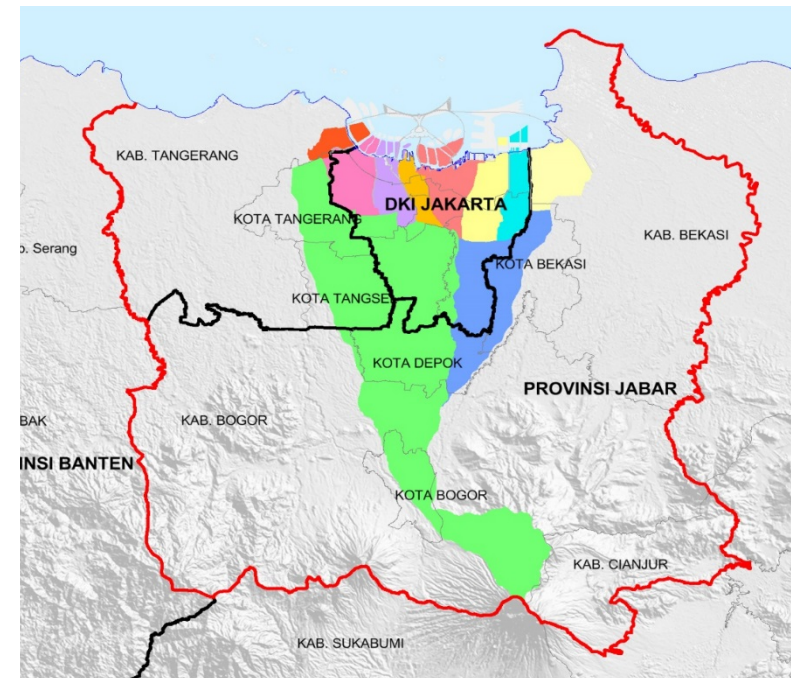 KAB. TANGERANG
DKI JAKARTA
KOTA TANGERANG
KAB. BEKASI
o. Serang
KOTA BEKASI
KOTA TANGSE
KOTA DEPOK
PROVINSI JABAR
BAK
KAB. BOGOR
INSI BANTEN
KOTA BOGOR
KAB. CIANJUR
KAB. SUKABUMI